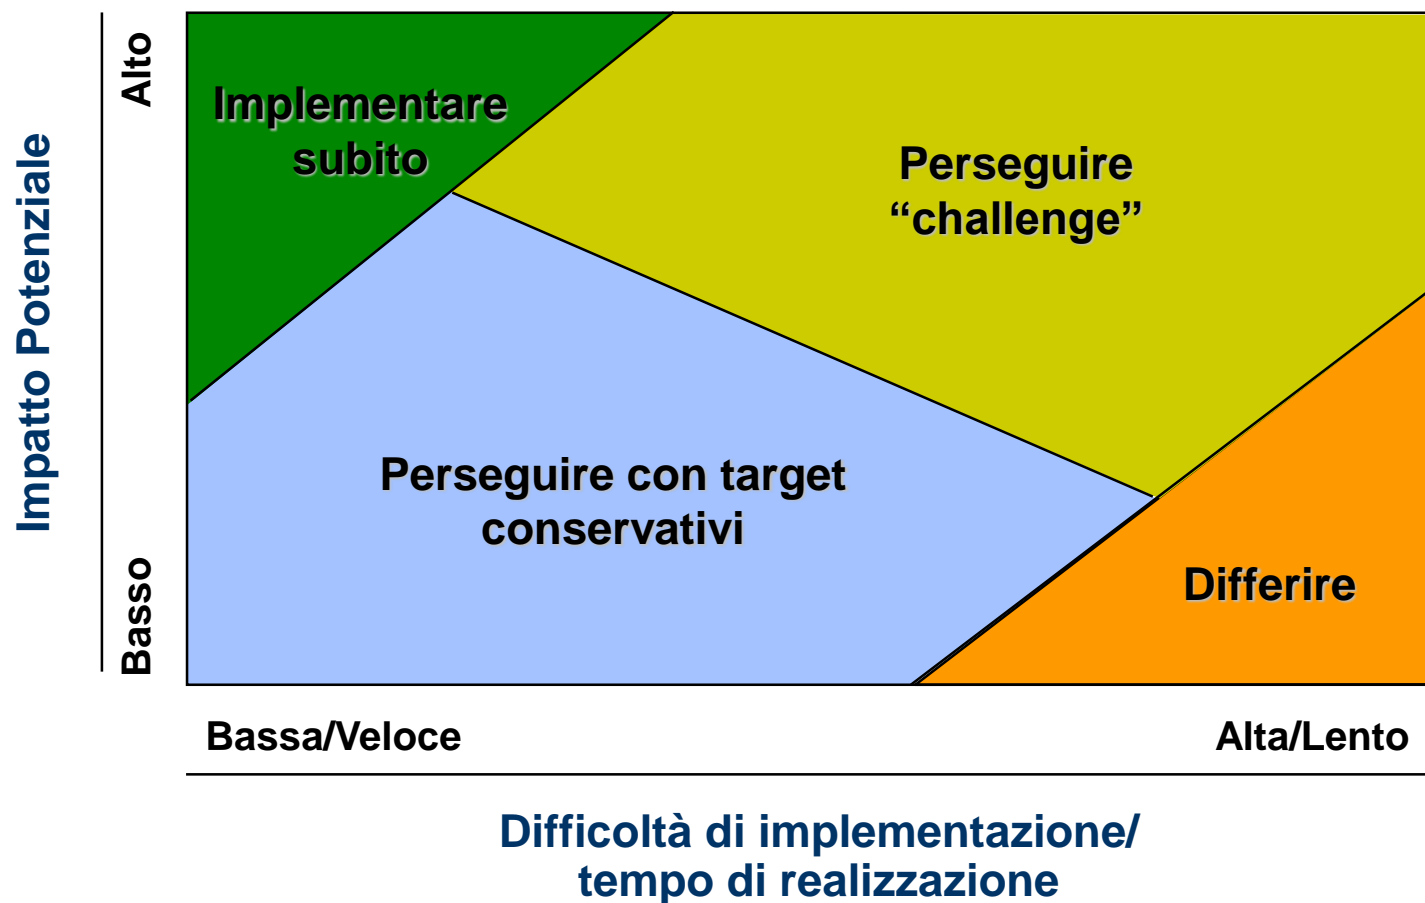 Impatto Potenziale
Alto
Basso
Implementare
subito
Perseguire
“challenge”
Perseguire con target
conservativi
Differire
Bassa/Veloce
Alta/Lento
Difficoltà di implementazione/
tempo di realizzazione